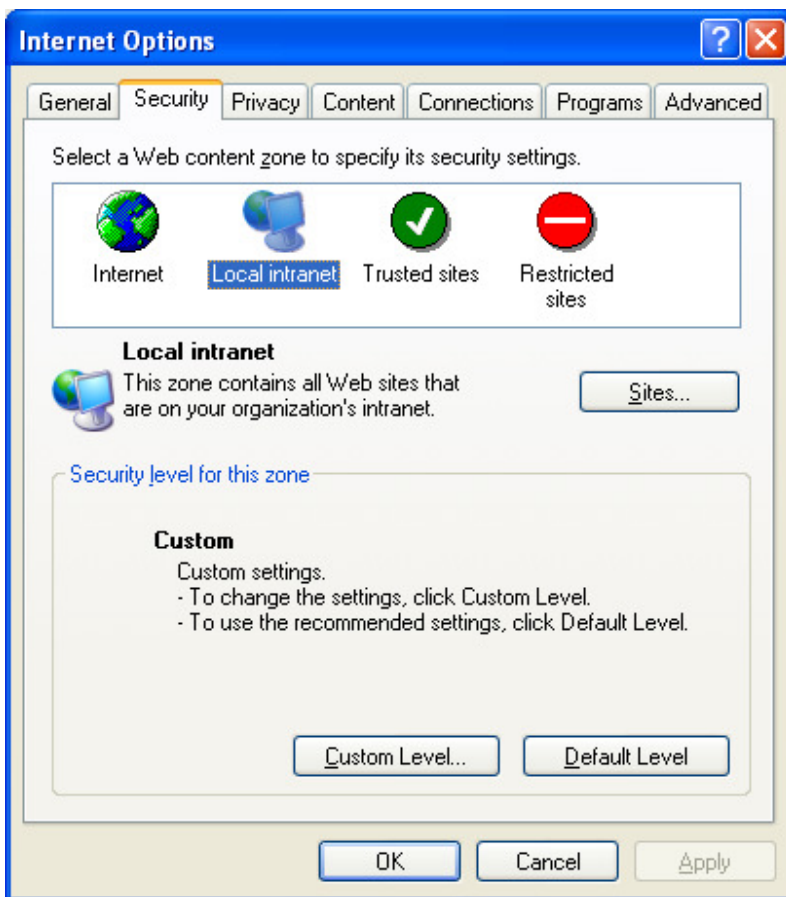 Internet Options
General Security Privacy Content Connections Programs Advanced
Select a Web content zone to specify its security settings.
Internet Local intranet Trusted sites Restricted
sites
Local intranet
This zone contains all Web sites that
are on your organization's intranet.
Sites...
Security level for this zone
Custom
Custom settings.
- To change the settings, click Custom Level.
- To use the recommended settings, click Default Level.
Custom Level... Default Level
OK Cancel Apply